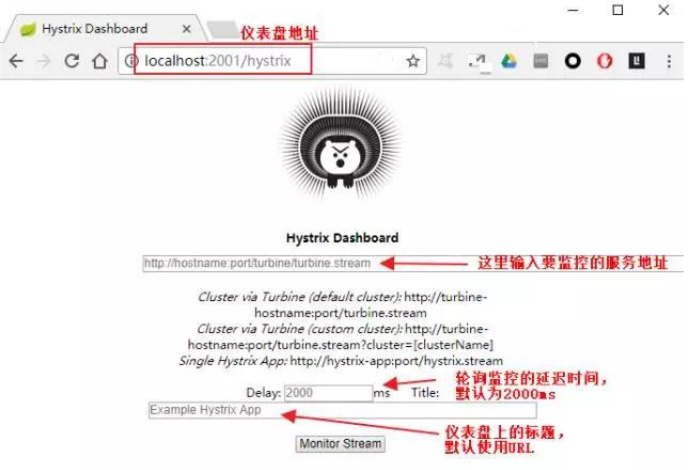 Hystrix Dashboard
仪表盘地址
localhost:2001/hystrix
Hystrix Dashboard
http://hostname:port/turbine/turbine.stream
这里输入要监控的服务地址
Cluster via Turbine (default cluster): http://turbine-
hostname:port/turbine.stream
Cluster via Turbine (custom cluster): http://turbine-
hostname:port/turbine.stream?cluster=[clusterName]
Single Hystrix App: http://hystrix-app:port/hystrix.stream
Delay: 2000 ms Title:
轮询监控的延迟时间，
默认为2000ms
Example Hystrix App
仪表盘上的标题，
默认使用URL
Monitor Stream